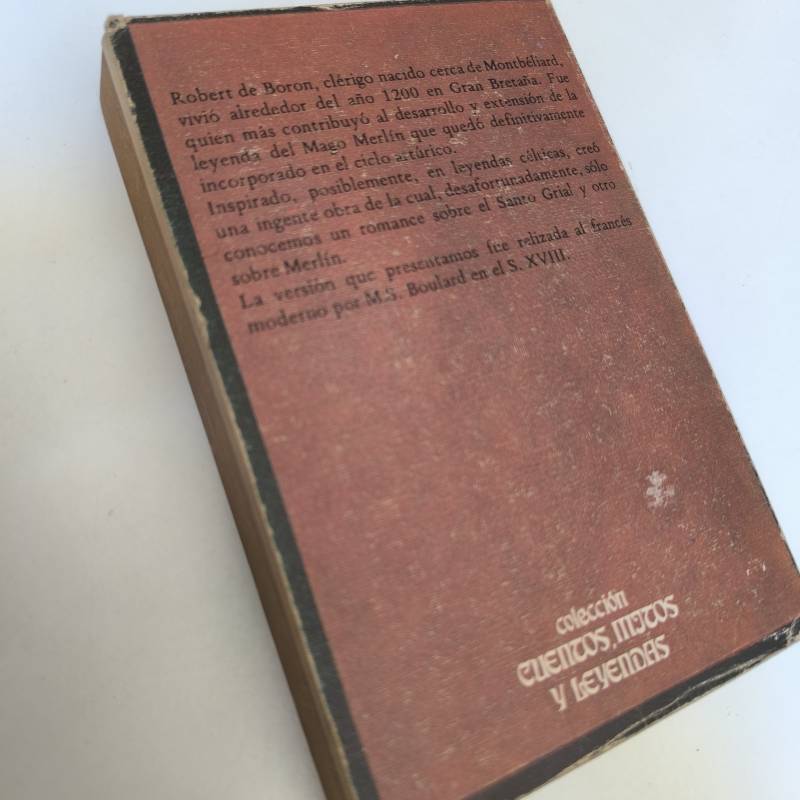 Robert de Boron, clérigo nacido cerca de Montbéliard,
vivió alrededor del año 1200 en Gran Bretaña. Fue
quien más contribuyó al desarrollo y extensión de la
leyenda del Mago Merlín que quedó definitivamente
incorporado en el ciclo artúrico.
Inspirado, posiblemente, en leyendas célticas, creó
una ingente obra de la cual, desafortunadamente, sólo
conocemos un romance sobre el Santo Grial y otro
sobre Merlín.
La versión que presentamos fue relizada al francés
moderno por M.S. Boulard en el S. XVIII.
colección
CUENTOS, MITOS
Y LEYENDAS